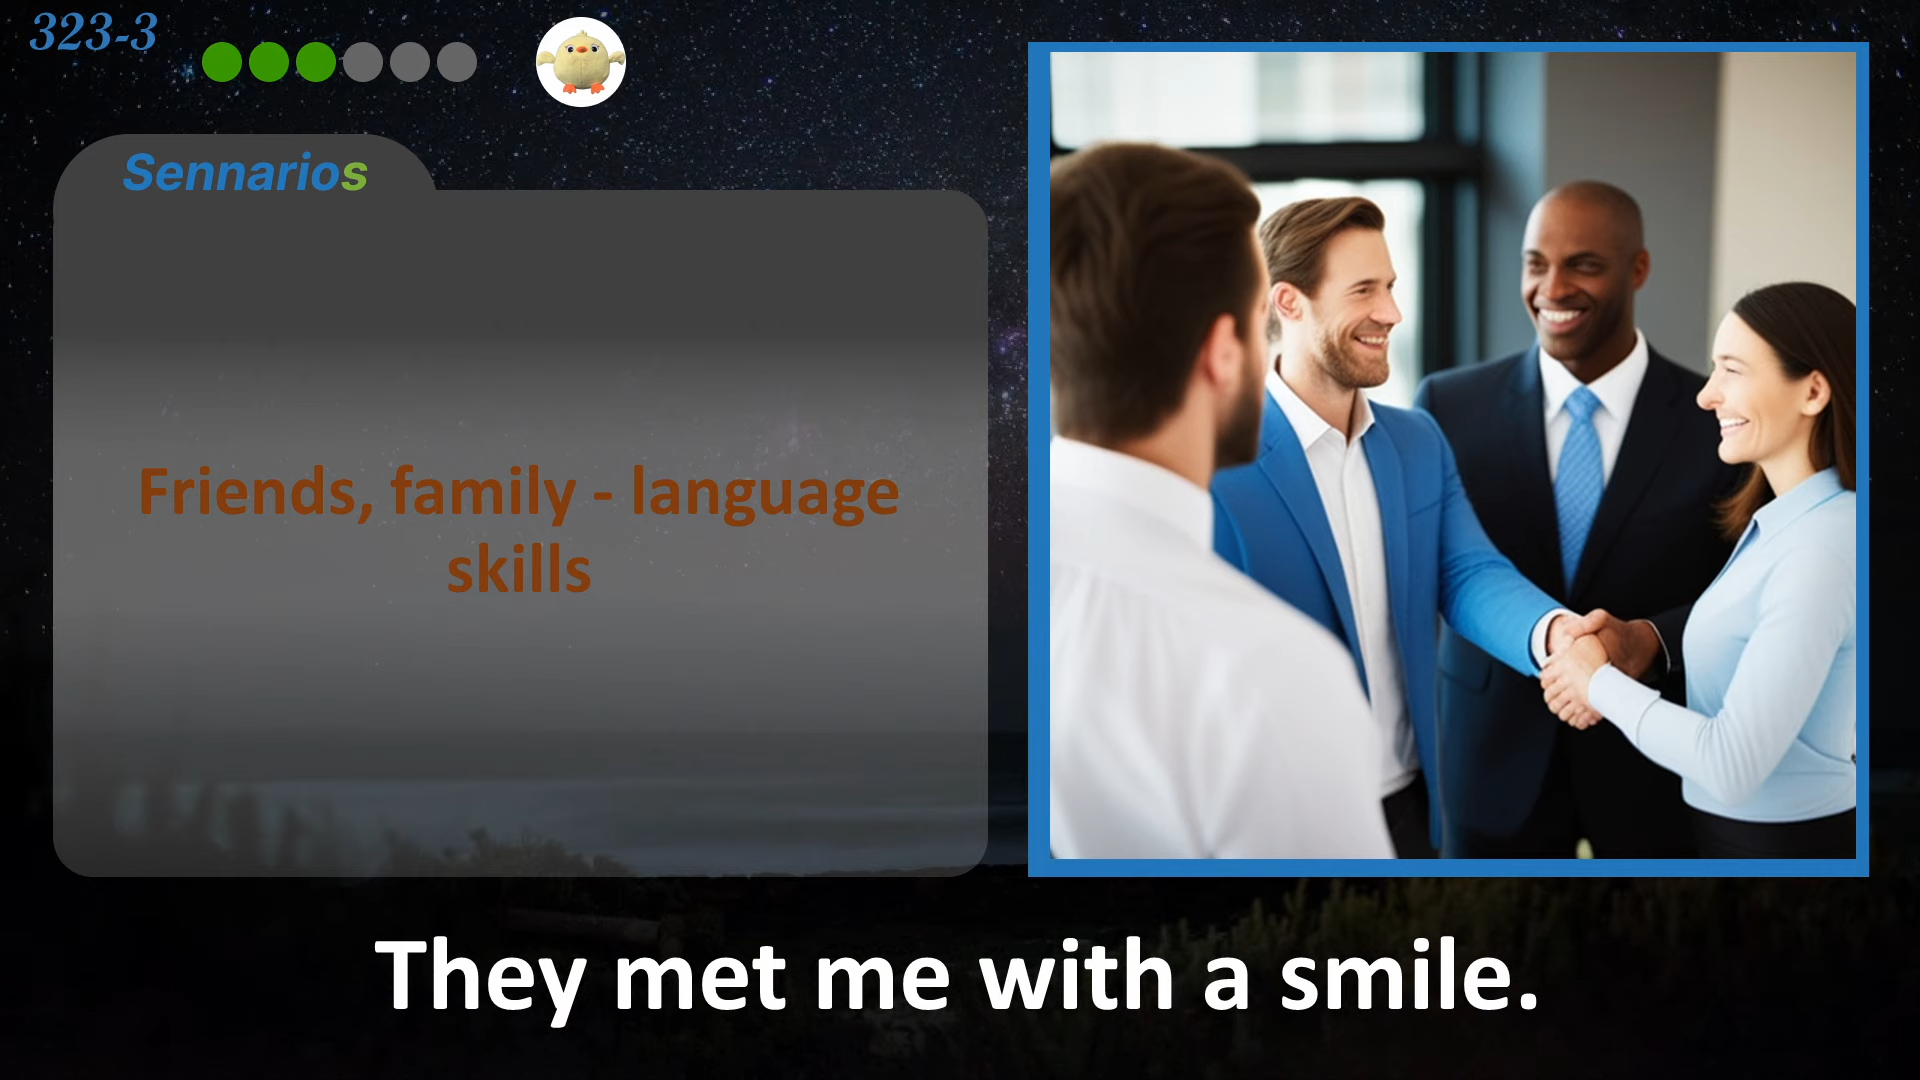 323-3
Sennarios
Friends, family - language
skills
They met me with a smile.